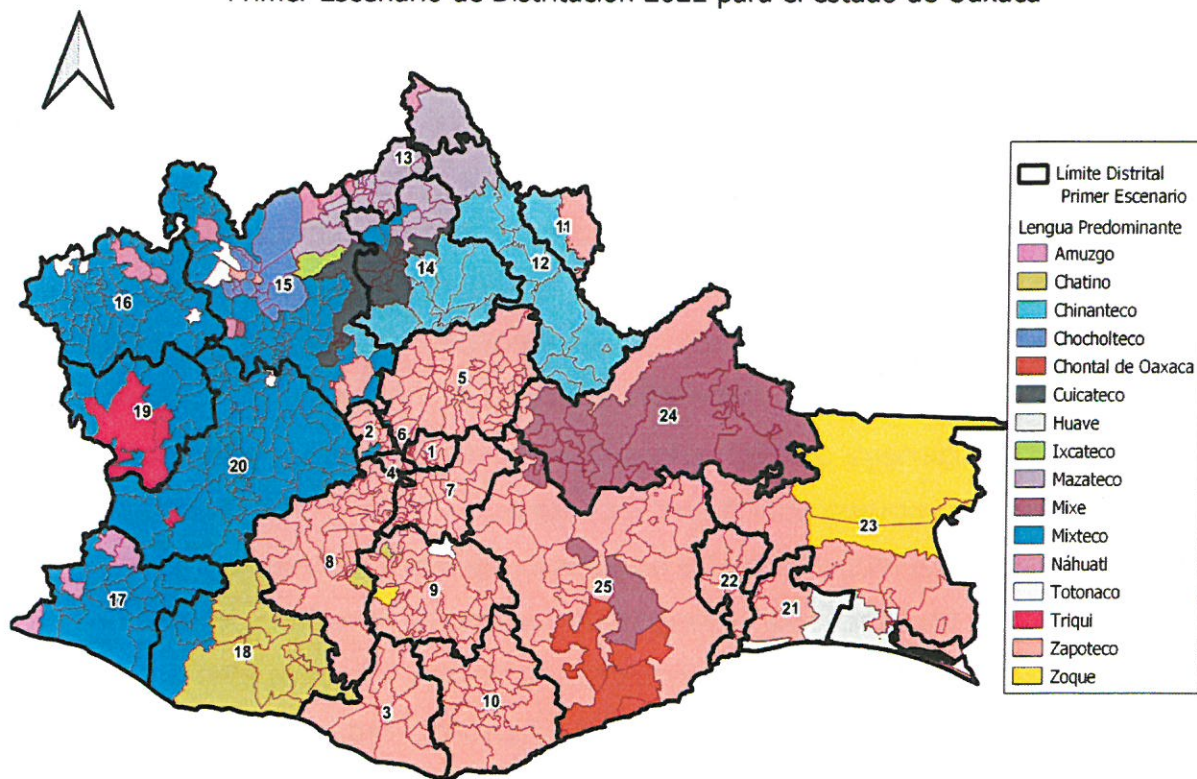 Primer Escenario de Distritación 2022 para el estado de Oaxaca
13
11
12
14
15
16
5
24
19
2
6
1
20
4
7
23
8
9
22
25
21
17
18
3
10
Límite Distrital
Primer Escenario
Lengua Predominante
Amuzgo
Chatino
Chinanteco
Chocholteco
Chontal de Oaxaca
Cuicateco
Huave
Ixcateco
Mazateco
Mixe
Mixteco
Náhuatl
Totonaco
Triqui
Zapoteco
Zoque